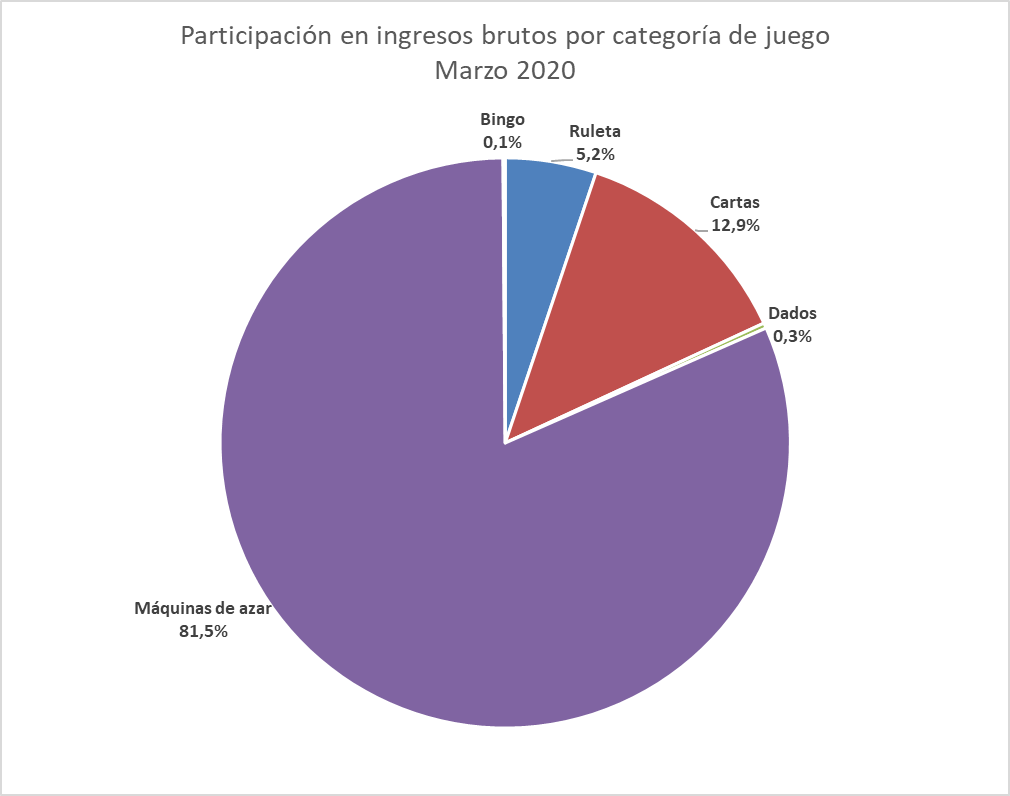 Participación en ingresos brutos por categoría de juego
Marzo 2020
Bingo
0,1%
Ruleta
5,2%
Cartas
12,9%
Dados
0,3%
Máquinas de azar
81,5%